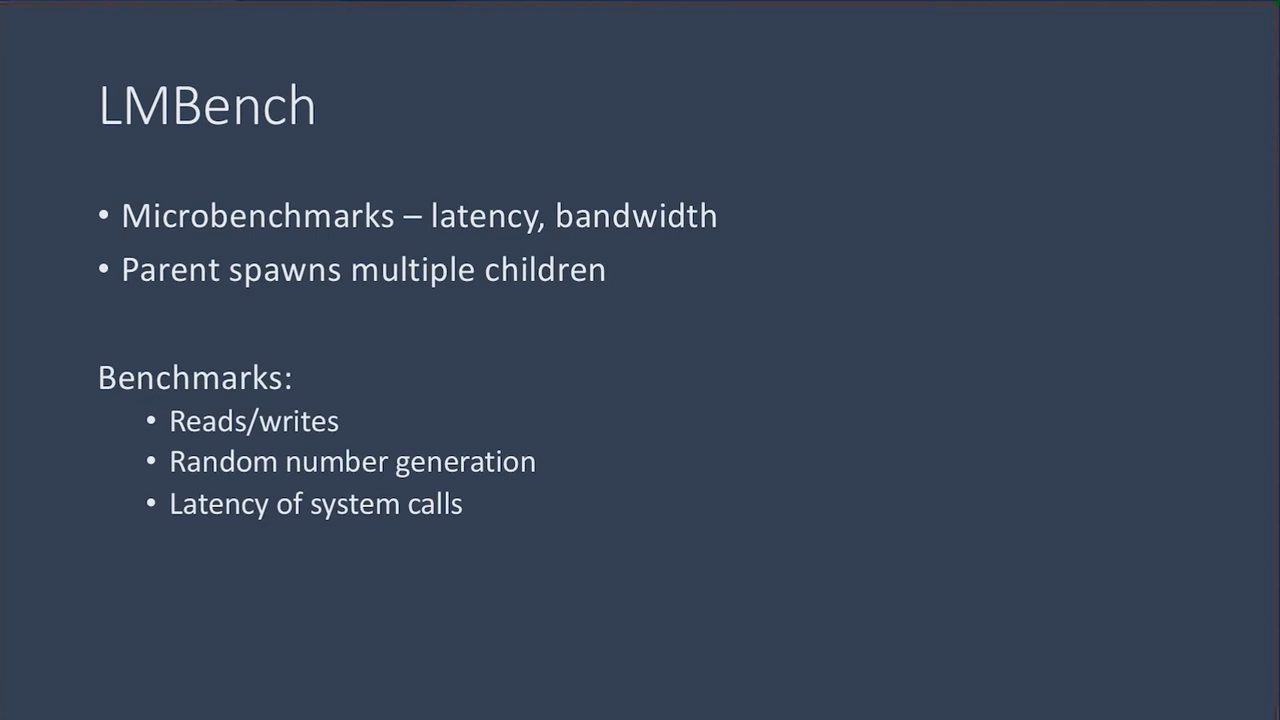 LMBench
• Microbenchmarks – latency, bandwidth
• Parent spawns multiple children
Benchmarks:
• Reads/writes
• Random number generation
• Latency of system calls